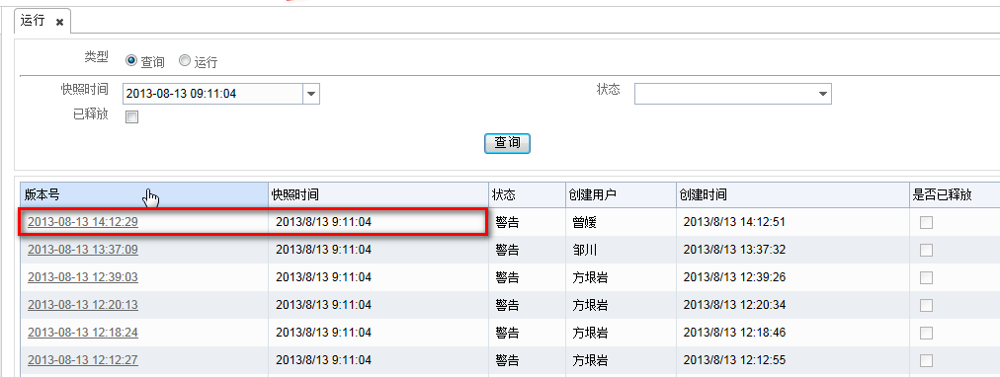 运行
类型 查询 运行
快照时间 2013-08-13 09:11:04 状态
已释放
查询
版本号 快照时间 状态 创建用户 创建时间 是否已释放
2013-08-13 14:12:29 2013/8/13 9:11:04 警告 曾媛 2013/8/13 14:12:51
2013-08-13 13:37:09 2013/8/13 9:11:04 警告 邹川 2013/8/13 13:37:32
2013-08-13 12:39:03 2013/8/13 9:11:04 警告 方垠岩 2013/8/13 12:39:26
2013-08-13 12:20:13 2013/8/13 9:11:04 警告 方垠岩 2013/8/13 12:20:34
2013-08-13 12:18:24 2013/8/13 9:11:04 警告 方垠岩 2013/8/13 12:18:46
2013-08-13 12:12:27 2013/8/13 9:11:04 警告 方垠岩 2013/8/13 12:12:55